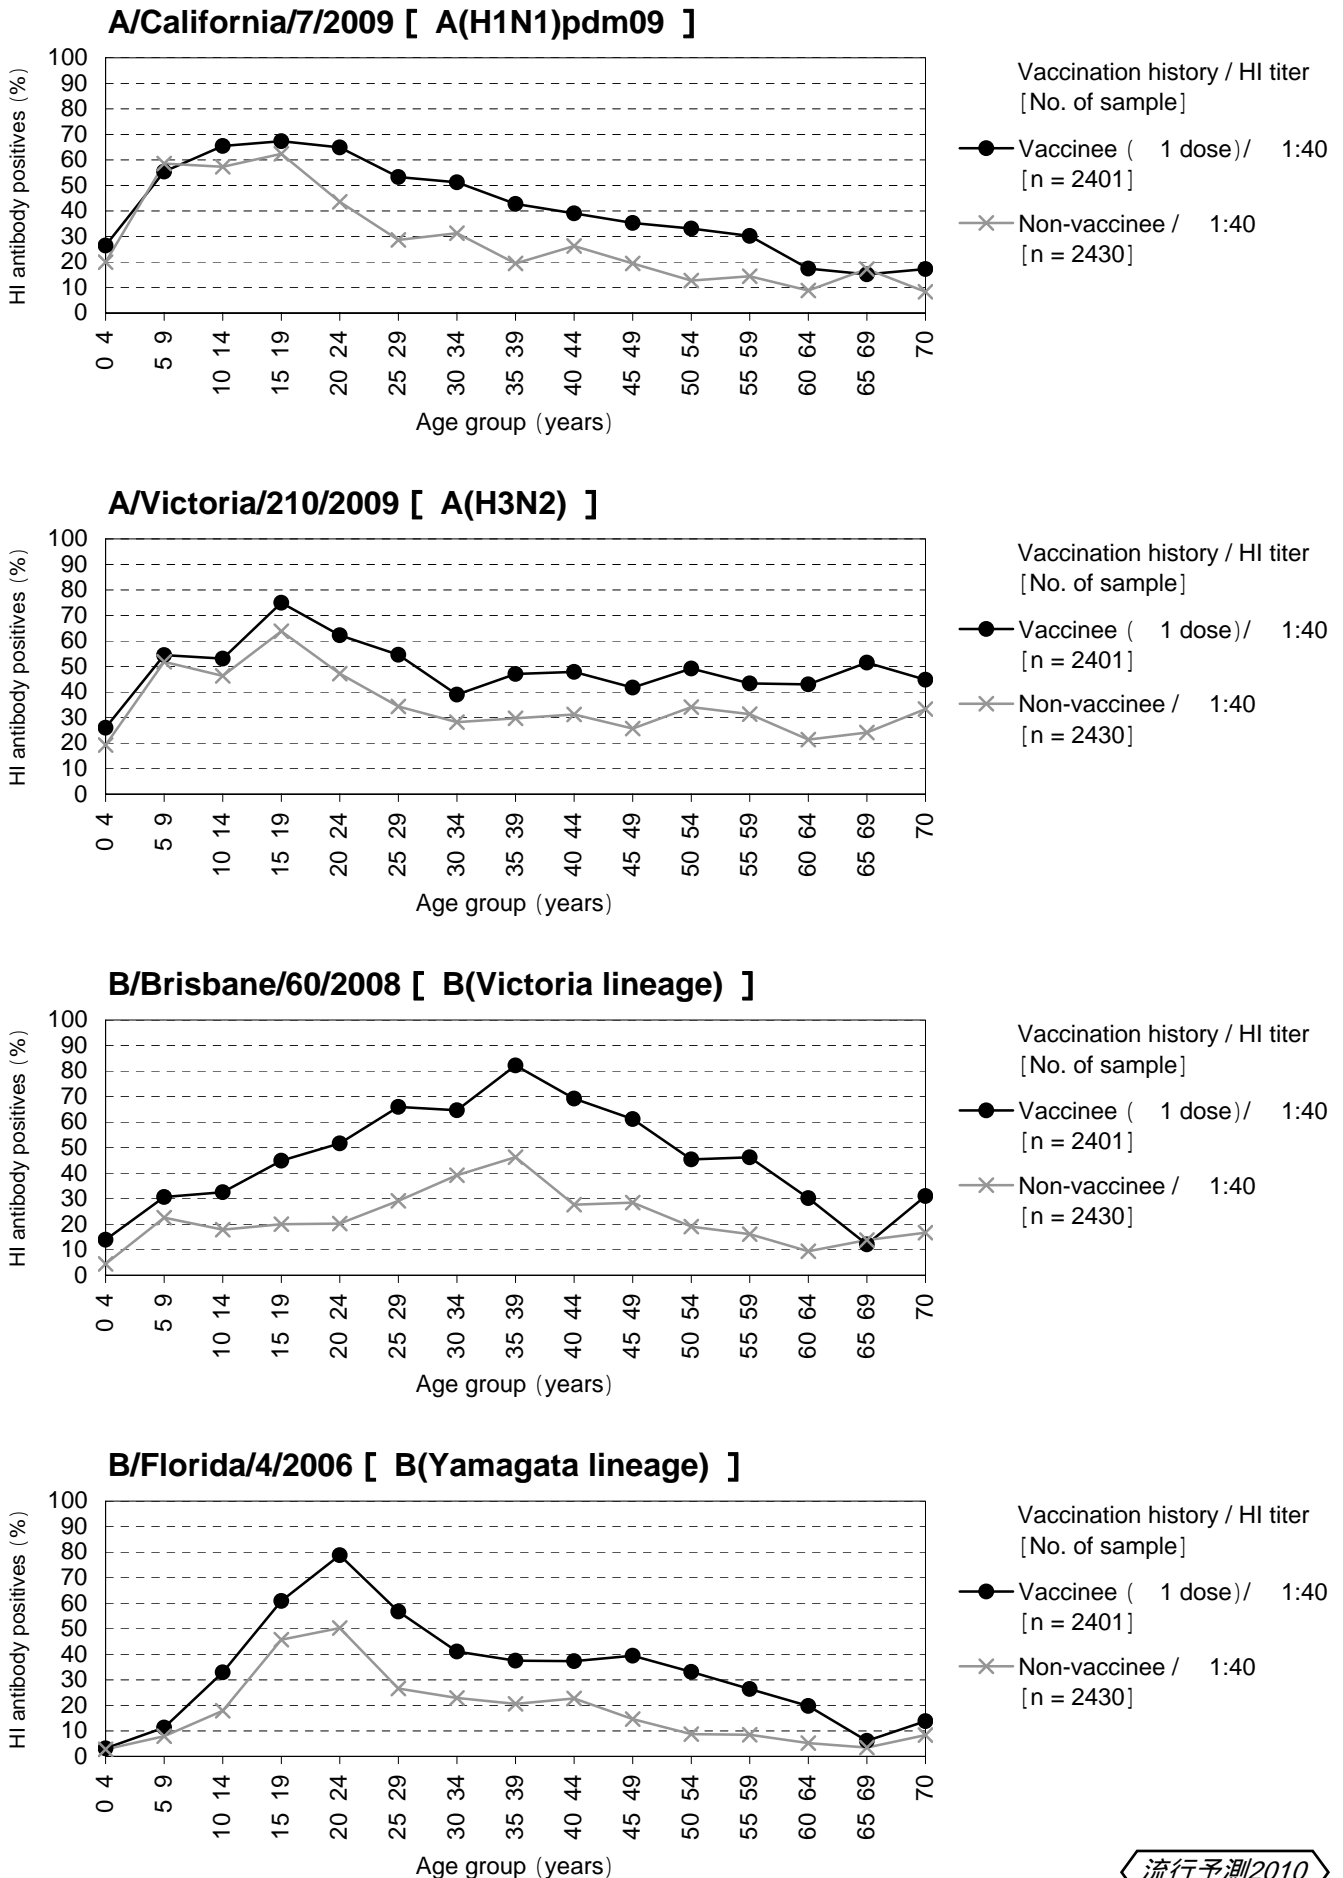 A/California/7/2009 [ A(H1N1)pdm09 ]
HI antibody positives (%)
100
90
80
70
60
50
40
30
20
10
0
0 4
5 9
10 14
15 19
20 24
25 29
30 34
35 39
40 44
45 49
50 54
55 59
60 64
65 69
70
Age group (years)
Vaccination history / HI titer
[No. of sample]
Vaccinee ( 1 dose)/ 1:40
[n = 2401]
Non-vaccinee / 1:40
[n = 2430]
A/Victoria/210/2009 [ A(H3N2) ]
HI antibody positives (%)
100
90
80
70
60
50
40
30
20
10
0
0 4
5 9
10 14
15 19
20 24
25 29
30 34
35 39
40 44
45 49
50 54
55 59
60 64
65 69
70
Age group (years)
Vaccination history / HI titer
[No. of sample]
Vaccinee ( 1 dose)/ 1:40
[n = 2401]
Non-vaccinee / 1:40
[n = 2430]
B/Brisbane/60/2008 [ B(Victoria lineage) ]
HI antibody positives (%)
100
90
80
70
60
50
40
30
20
10
0
0 4
5 9
10 14
15 19
20 24
25 29
30 34
35 39
40 44
45 49
50 54
55 59
60 64
65 69
70
Age group (years)
Vaccination history / HI titer
[No. of sample]
Vaccinee ( 1 dose)/ 1:40
[n = 2401]
Non-vaccinee / 1:40
[n = 2430]
B/Florida/4/2006 [ B(Yamagata lineage) ]
HI antibody positives (%)
100
90
80
70
60
50
40
30
20
10
0
0 4
5 9
10 14
15 19
20 24
25 29
30 34
35 39
40 44
45 49
50 54
55 59
60 64
65 69
70
Age group (years)
Vaccination history / HI titer
[No. of sample]
Vaccinee ( 1 dose)/ 1:40
[n = 2401]
Non-vaccinee / 1:40
[n = 2430]
流行予測2010